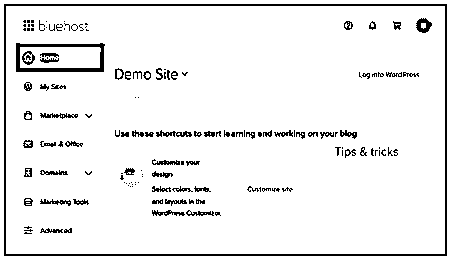 bluehost
Home
My Sites
Marketplace
Email & Office
Domains
Marketing Tools
Advanced
Demo Site
Log into WordPress
Use these shortcuts to start learning and working on your blog
Tips & tricks
Customize your
design
Select colors, fonts,
and layouts in the
WordPress Customizer.
Customize site